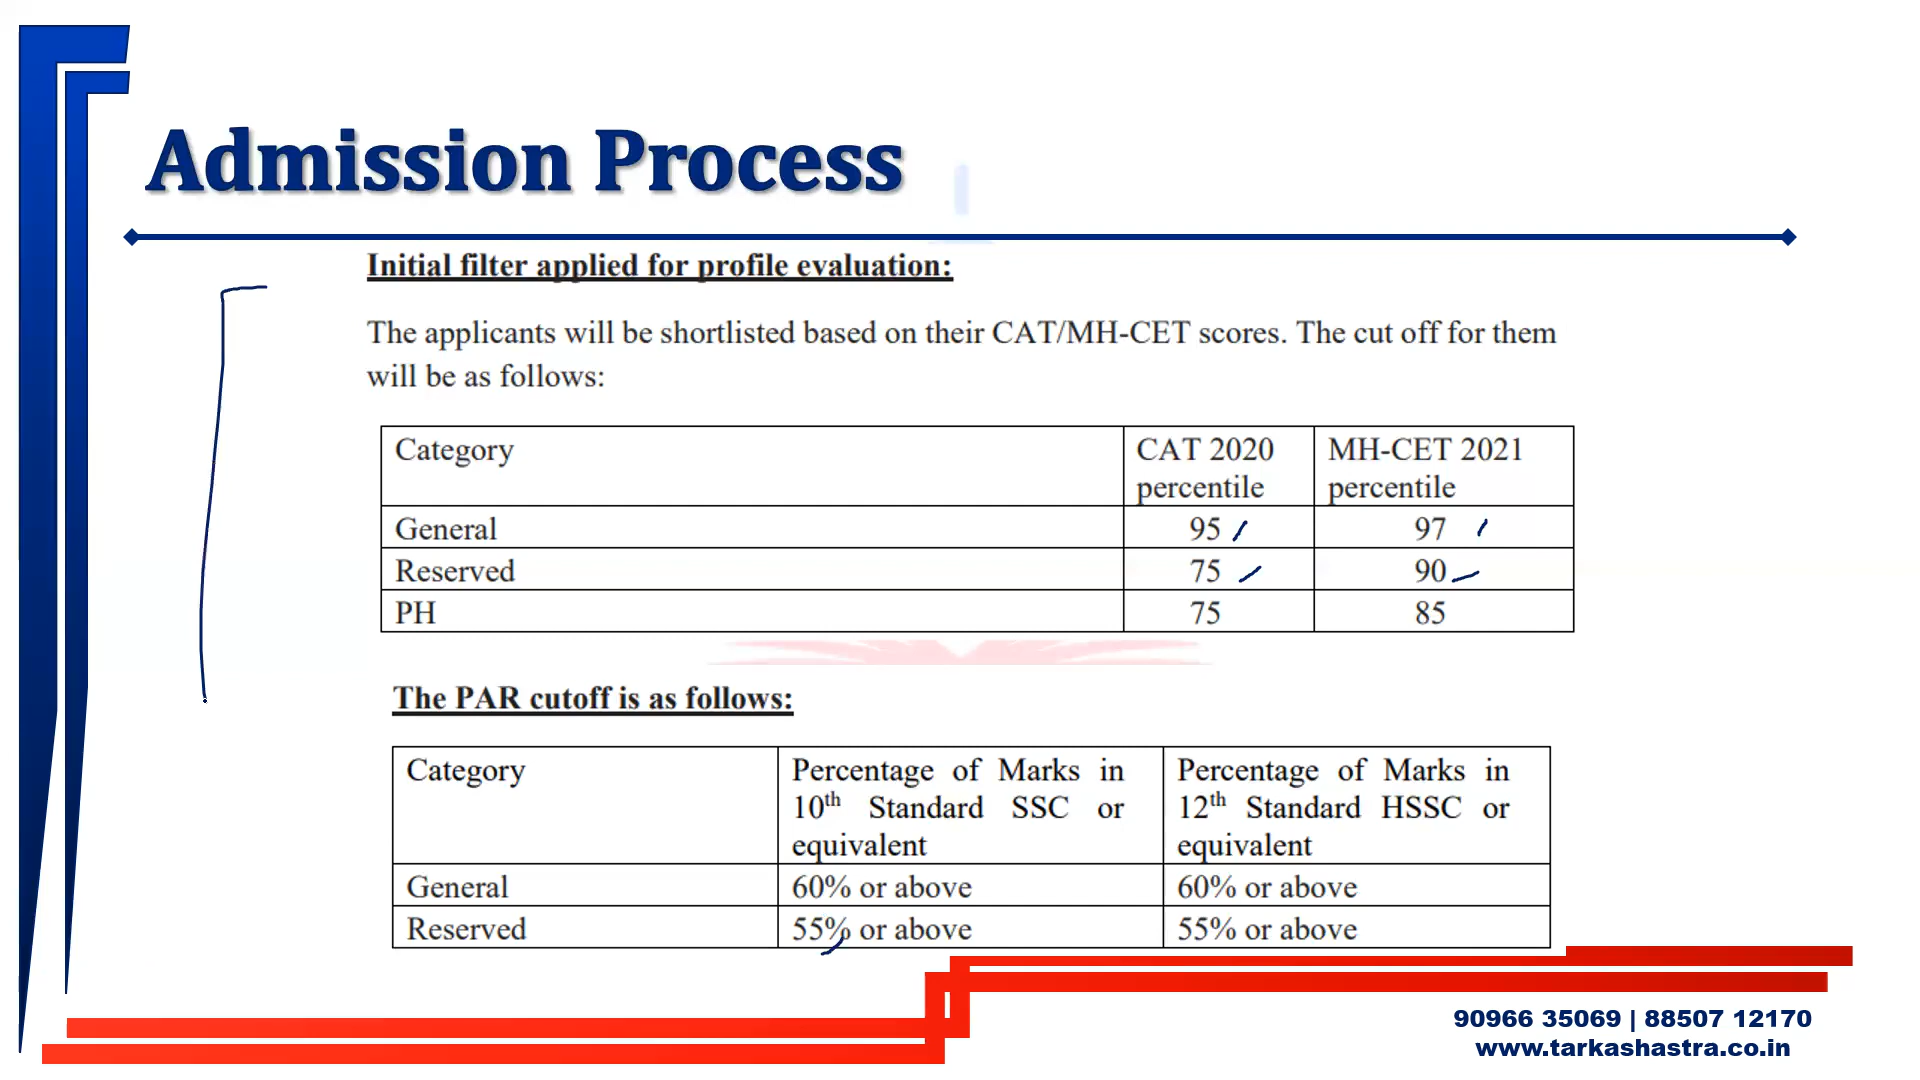 Admission Process
Initial filter applied for profile evaluation:
The applicants will be shortlisted based on their CAT/MH-CET scores. The cut off for them
will be as follows:
Category CAT 2020 MH-CET 2021
percentile percentile
General 95 97
Reserved 75 90
PH 75 85
The PAR cutoff is as follows:
Category Percentage of Marks in Percentage of Marks in
10th Standard SSC or 12th Standard HSSC or
equivalent equivalent
General 60% or above 60% or above
Reserved 55% or above 55% or above
90966 35069 | 88507 12170
www.tarkashastra.co.in